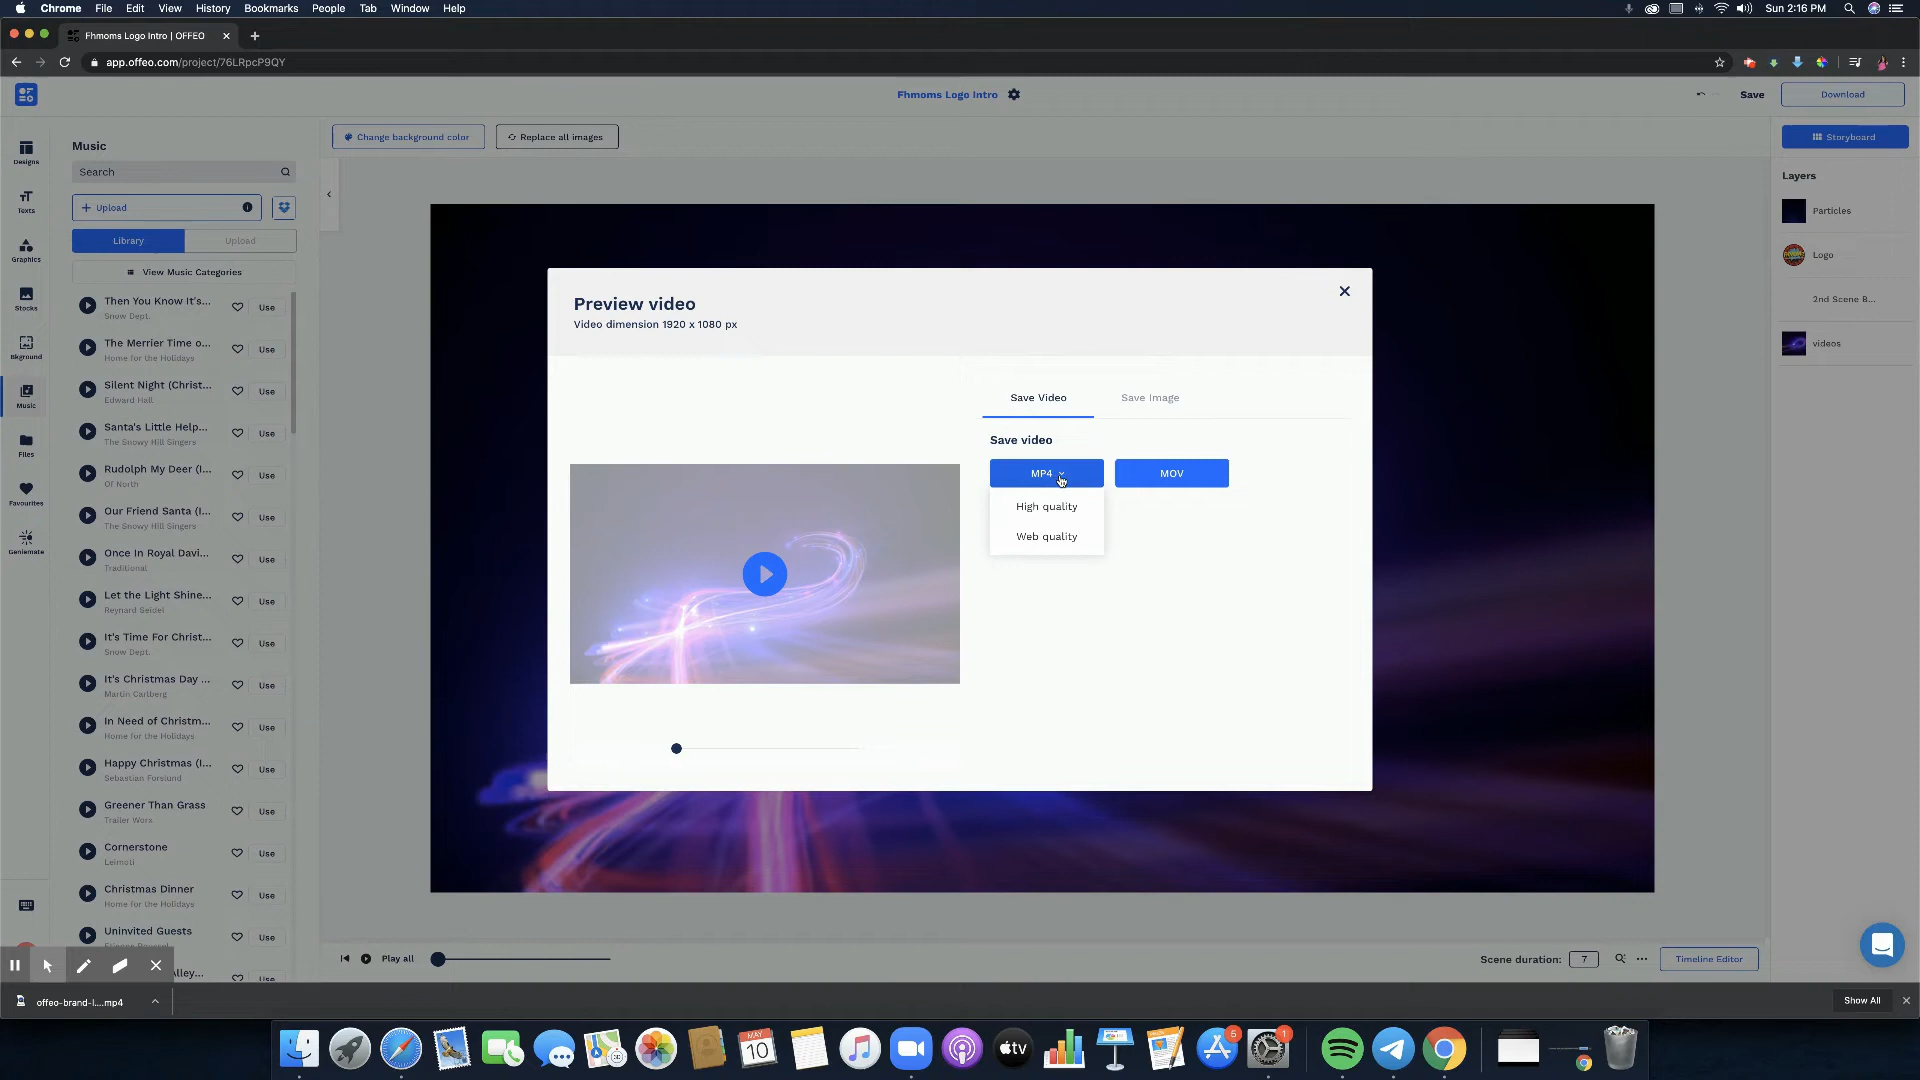 Chrome File Edit View History Bookmarks People Tab Window Help
Sun 2:16 PM
Fhmoms Logo Intro | OFFEO
app.offeo.com/project/76LRpcP9QY
Fhmoms Logo Intro
Save
Download
Designs
Texts
Graphics
Stocks
Bkground
Music
Files
Favourites
Geniemate
Music
Search
Upload
Library
Upload
View Music Categories
Then You Know It's...
Snow Dept.
Use
The Merrier Time o...
Home for the Holidays
Use
Silent Night (Christ...
Edward Hall
Use
Santa's Little Help...
The Snowy Hill Singers
Use
Rudolph My Deer (I...
Of North
Use
Our Friend Santa (I...
The Snowy Hill Singers
Use
Once In Royal Davi...
Traditional
Use
Let the Light Shine...
Reynard Seidel
Use
It's Time For Christ...
Snow Dept.
Use
It's Christmas Day ...
Martin Carlberg
Use
In Need of Christm...
Home for the Holidays
Use
Happy Christmas (I...
Sebastian Forslund
Use
Greener Than Grass
Trailer Worx
Use
Cornerstone
Leimoti
Use
Christmas Dinner
Home for the Holidays
Use
Uninvited Guests
Use
Alley...
Change background color
Replace all images
Preview video
Video dimension 1920 x 1080 px
Save Video
Save Image
Save video
MP4
MOV
High quality
Web quality
Storyboard
Layers
Particles
Logo
2nd Scene B...
videos
Play all
Scene duration: 7
Timeline Editor
offeo-brand-l....mp4
Show All
MAY
10
tv
5
1